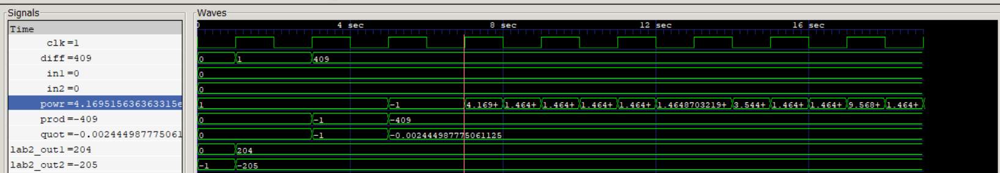 Signals Waves
Time 0 4 sec 8 sec 12 sec 16 sec
clk=1
diff=409 0 1 409
in1=0 0
in2=0 0
powr=4.169515636363315e 1 -1 4.169+ 1.464+ 1.464+ 1.464+ 1.464+ 1.4648703219+ 3.544+ 1.464+ 1.464+ 9.568+ 1.464+
prod=-409 0 -1 -409
quot=-0.002444987775061 0 -1 -0.002444987775061125
lab2_out1=204 0 204
lab2_out2=-205 -1 -205